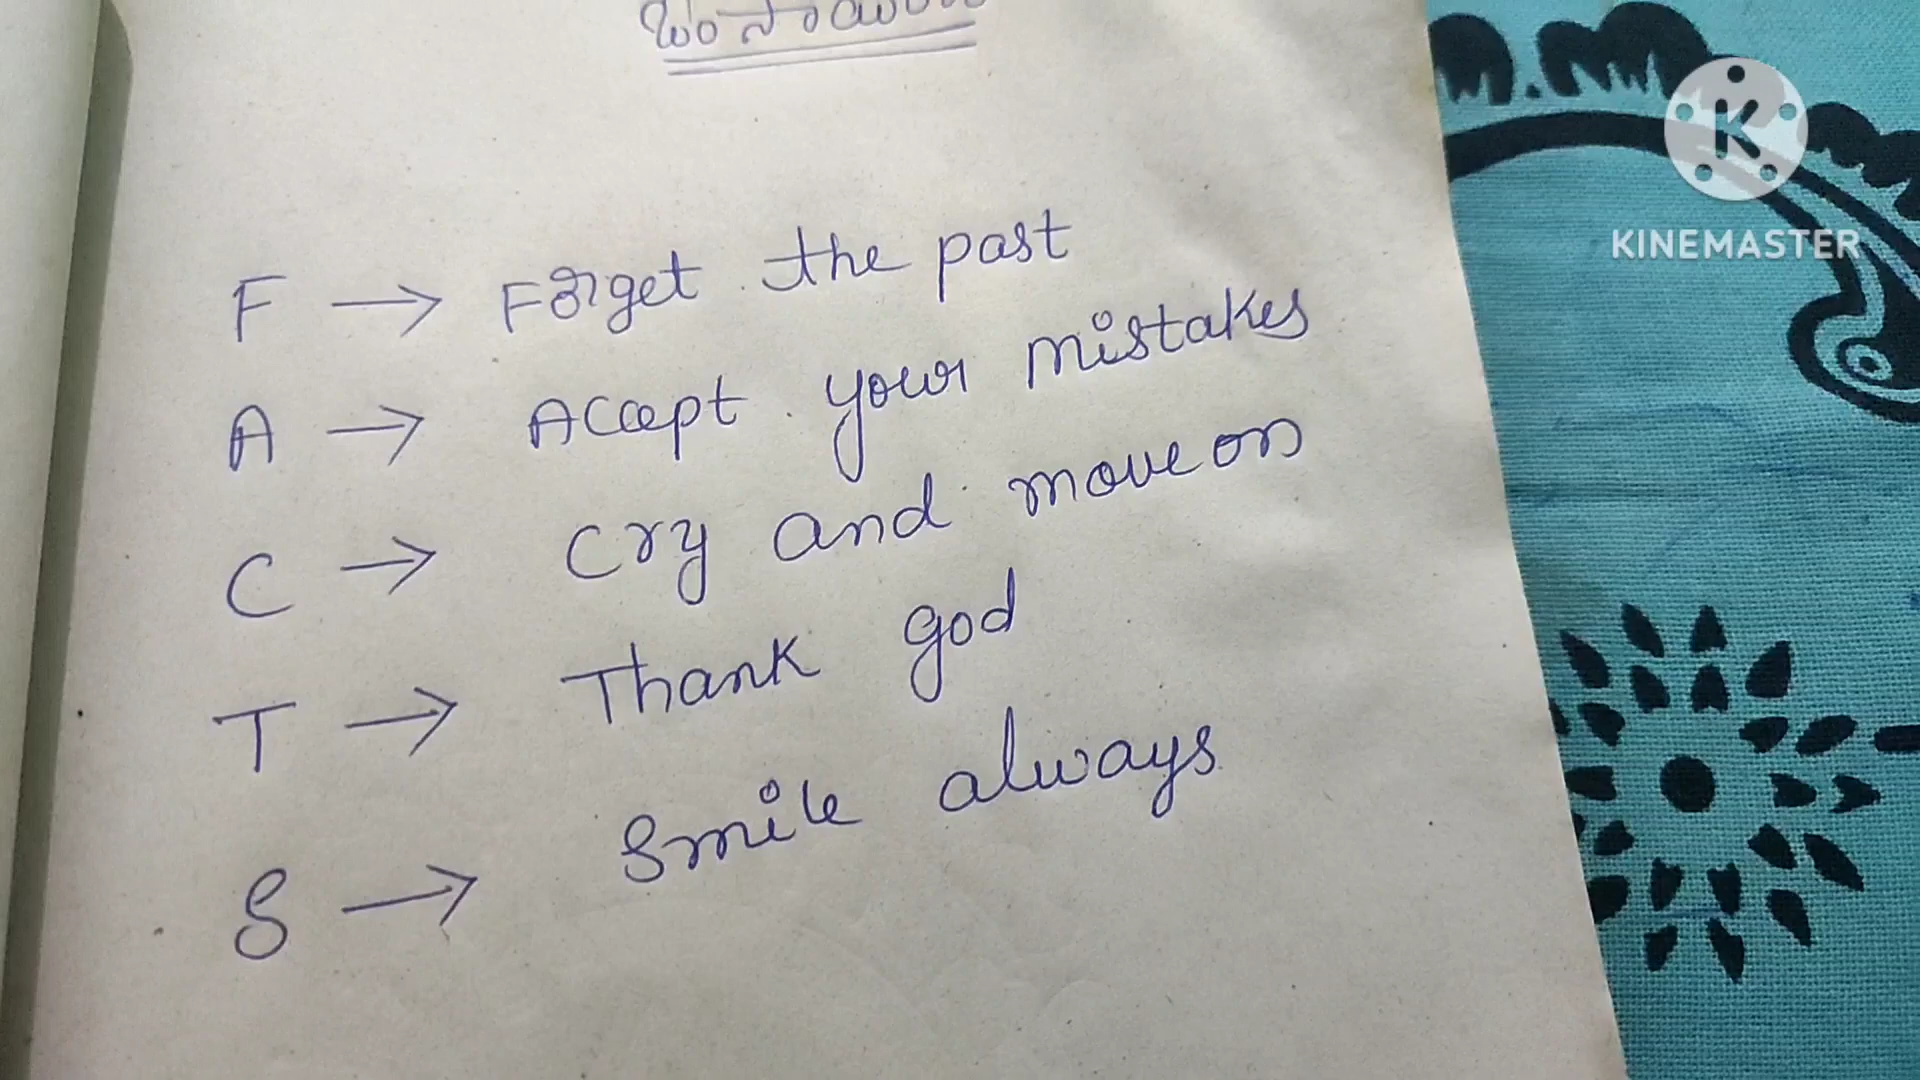 F → Forget the past
A → Accept your mistakes
C → Cry and move on
T → Thank god
S → Smile always
KINEMASTER